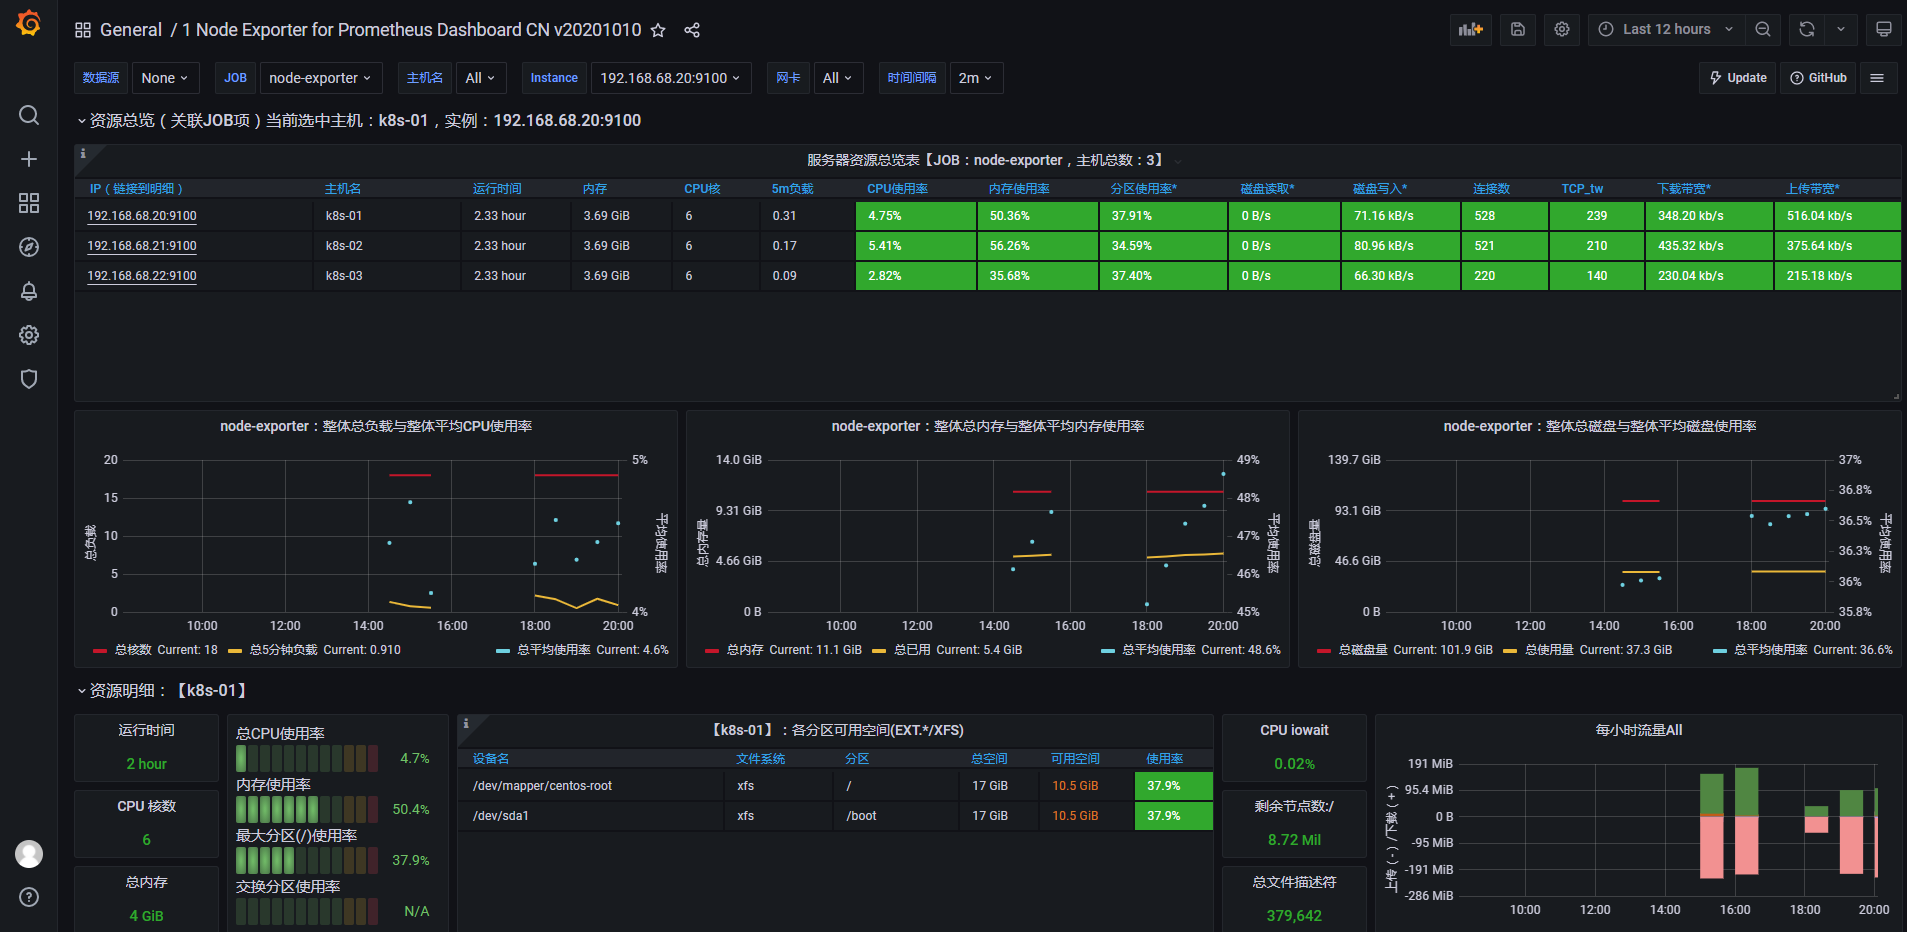 General / 1 Node Exporter for Prometheus Dashboard CN v20201010
Last 12 hours
数据源 None JOB node-exporter 主机名 All Instance 192.168.68.20:9100 网卡 All 时间间隔 2m Update GitHub
资源总览（关联JOB项）当前选中主机：k8s-01，实例：192.168.68.20:9100
服务器资源总览表【JOB：node-exporter，主机总数：3】
IP（链接到明细） 主机名 运行时间 内存 CPU核 5m负载 CPU使用率 内存使用率 分区使用率* 磁盘读取* 磁盘写入* 连接数 TCP_tw 下载带宽* 上传带宽*
192.168.68.20:9100 k8s-01 2.33 hour 3.69 GiB 6 0.31 4.75% 50.36% 37.91% 0 B/s 71.16 kB/s 528 239 348.20 kb/s 516.04 kb/s
192.168.68.21:9100 k8s-02 2.33 hour 3.69 GiB 6 0.17 5.41% 56.26% 34.59% 0 B/s 80.96 kB/s 521 210 435.32 kb/s 375.64 kb/s
192.168.68.22:9100 k8s-03 2.33 hour 3.69 GiB 6 0.09 2.82% 35.68% 37.40% 0 B/s 66.30 kB/s 220 140 230.04 kb/s 215.18 kb/s
node-exporter：整体总负载与整体平均CPU使用率
总负载
20
15
10
5
0
5%
4%
10:00 12:00 14:00 16:00 18:00 20:00
总核数 Current: 18 总5分钟负载 Current: 0.910 总平均使用率 Current: 4.6%
node-exporter：整体总内存与整体平均内存使用率
总内存量
14.0 GiB
9.31 GiB
4.66 GiB
0 B
49%
48%
47%
46%
45%
10:00 12:00 14:00 16:00 18:00 20:00
总内存 Current: 11.1 GiB 总已用 Current: 5.4 GiB 总平均使用率 Current: 48.6%
node-exporter：整体总磁盘与整体平均磁盘使用率
总磁盘量
139.7 GiB
93.1 GiB
46.6 GiB
0 B
37%
36.8%
36.5%
36.3%
36%
35.8%
10:00 12:00 14:00 16:00 18:00 20:00
总磁盘量 Current: 101.9 GiB 总使用量 Current: 37.3 GiB 总平均使用率 Current: 36.6%
资源明细：【k8s-01】
运行时间
2 hour
CPU 核数
6
总内存
4 GiB
总CPU使用率
4.7%
内存使用率
50.4%
最大分区(/)使用率
37.9%
交换分区使用率
N/A
【k8s-01】：各分区可用空间(EXT.*/XFS)
设备名 文件系统 分区 总空间 可用空间 使用率
/dev/mapper/centos-root xfs / 17 GiB 10.5 GiB 37.9%
/dev/sda1 xfs /boot 17 GiB 10.5 GiB 37.9%
CPU iowait
0.02%
剩余节点数:/
8.72 Mil
总文件描述符
379,642
每小时流量All
上传（-）/下载（+）
191 MiB
95.4 MiB
0 B
-95 MiB
-191 MiB
-286 MiB
10:00 12:00 14:00 16:00 18:00 20:00